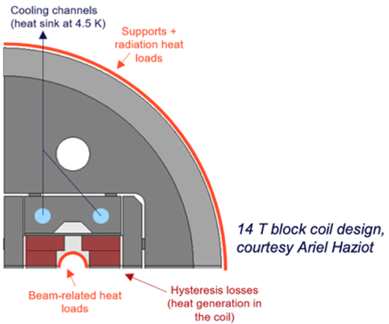 Cooling channels
(heat sink at 4.5 K)
Supports +
radiation heat
loads
14 T block coil design,
courtesy Ariel Haziot
Hysteresis losses
(heat generation in
the coil)
Beam-related heat
loads